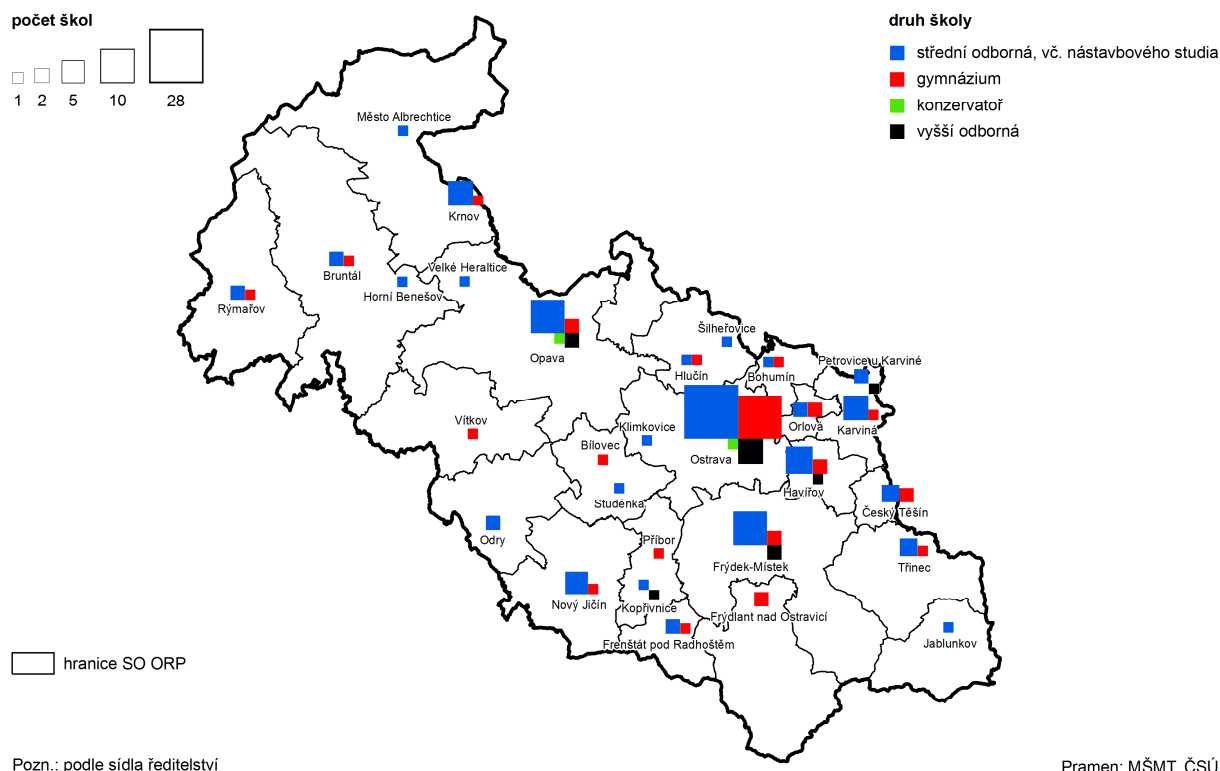 počet škol
1 2 5 10 28
druh školy
střední odborná, vč. nástavbového studia
gymnázium
konzervatoř
vyšší odborná
Město Albrechtice
Krnov
Bruntál
Velké Heraltice
Horní Benešov
Rýmařov
Opava
Šilheřovice
Hlučín
Bohumín
Petrovice u Karviné
Vítkov
Klimkovice
Orlová
Karviná
Bílovec
Ostrava
Havířov
Studénka
Český Těšín
Odry
Příbor
Frýdek-Místek
Třinec
Nový Jičín
Kopřivnice
Frýdlant nad Ostravicí
Frenštát pod Radhoštěm
Jablunkov
hranice SO ORP
Pozn.: podle sídla ředitelství
Pramen: MŠMT, ČSÚ